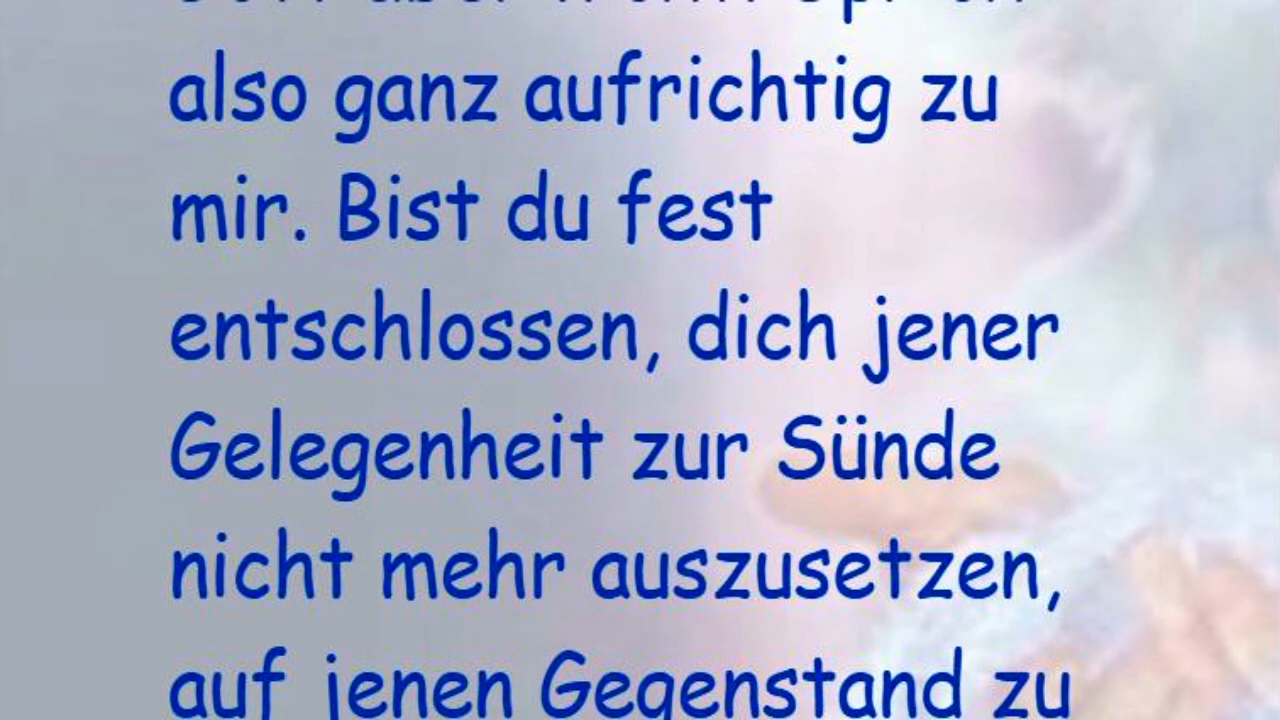 also ganz aufrichtig zu
mir. Bist du fest
entschlossen, dich jener
Gelegenheit zur Sünde
nicht mehr auszusetzen,
auf jenen Gegenstand zu